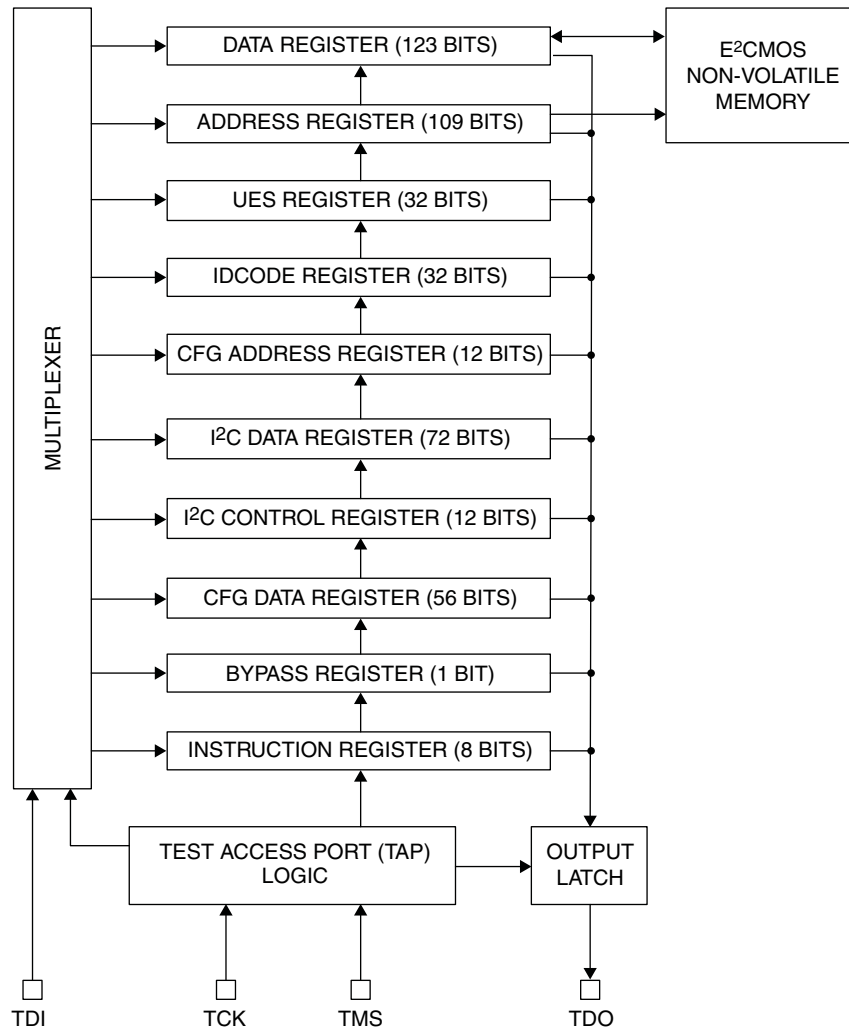 DATA REGISTER (123 BITS)
E²CMOS
NON-VOLATILE
MEMORY
ADDRESS REGISTER (109 BITS)
UES REGISTER (32 BITS)
IDCODE REGISTER (32 BITS)
CFG ADDRESS REGISTER (12 BITS)
MULTIPLEXER
I²C DATA REGISTER (72 BITS)
I²C CONTROL REGISTER (12 BITS)
CFG DATA REGISTER (56 BITS)
BYPASS REGISTER (1 BIT)
INSTRUCTION REGISTER (8 BITS)
TEST ACCESS PORT (TAP)
LOGIC
OUTPUT
LATCH
TDI
TCK
TMS
TDO